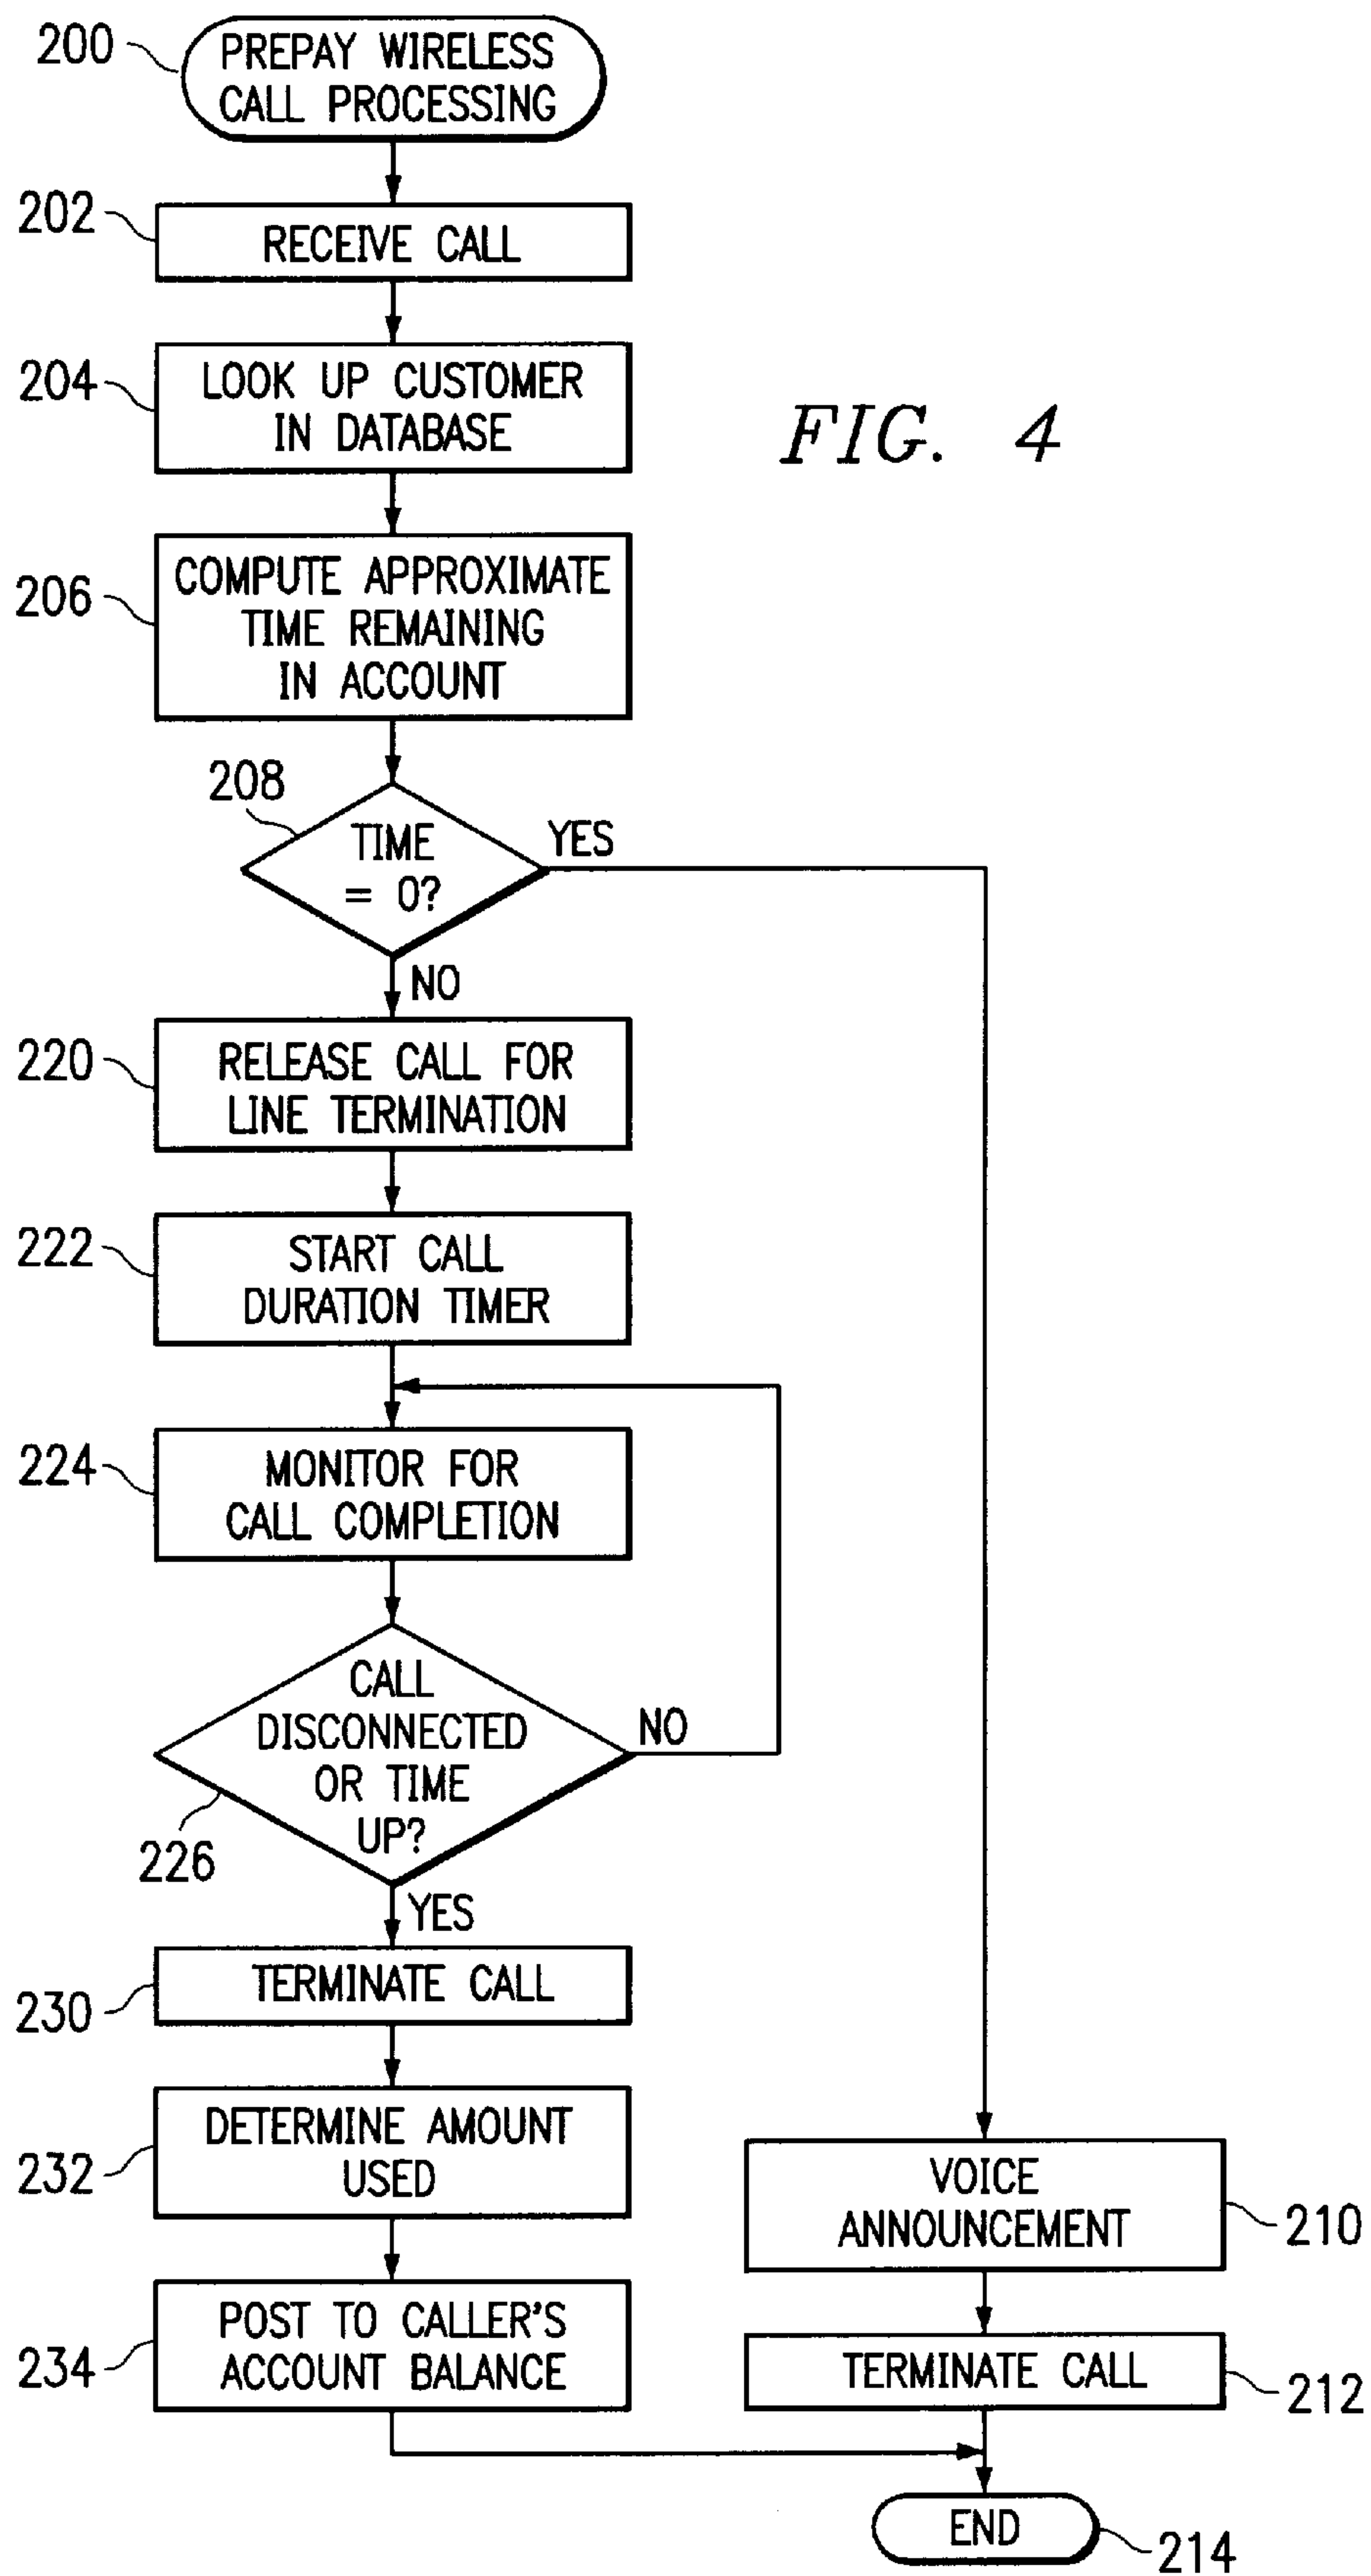 200
PREPAY WIRELESS
CALL PROCESSING
202
RECEIVE CALL
204
LOOK UP CUSTOMER
IN DATABASE
FIG. 4
206
COMPUTE APPROXIMATE
TIME REMAINING
IN ACCOUNT
208
TIME
= 0?
YES
NO
220
RELEASE CALL FOR
LINE TERMINATION
222
START CALL
DURATION TIMER
224
MONITOR FOR
CALL COMPLETION
CALL
DISCONNECTED
OR TIME
UP?
NO
226
YES
230
TERMINATE CALL
232
DETERMINE AMOUNT
USED
234
POST TO CALLER'S
ACCOUNT BALANCE
VOICE
ANNOUNCEMENT
210
TERMINATE CALL
212
END
214